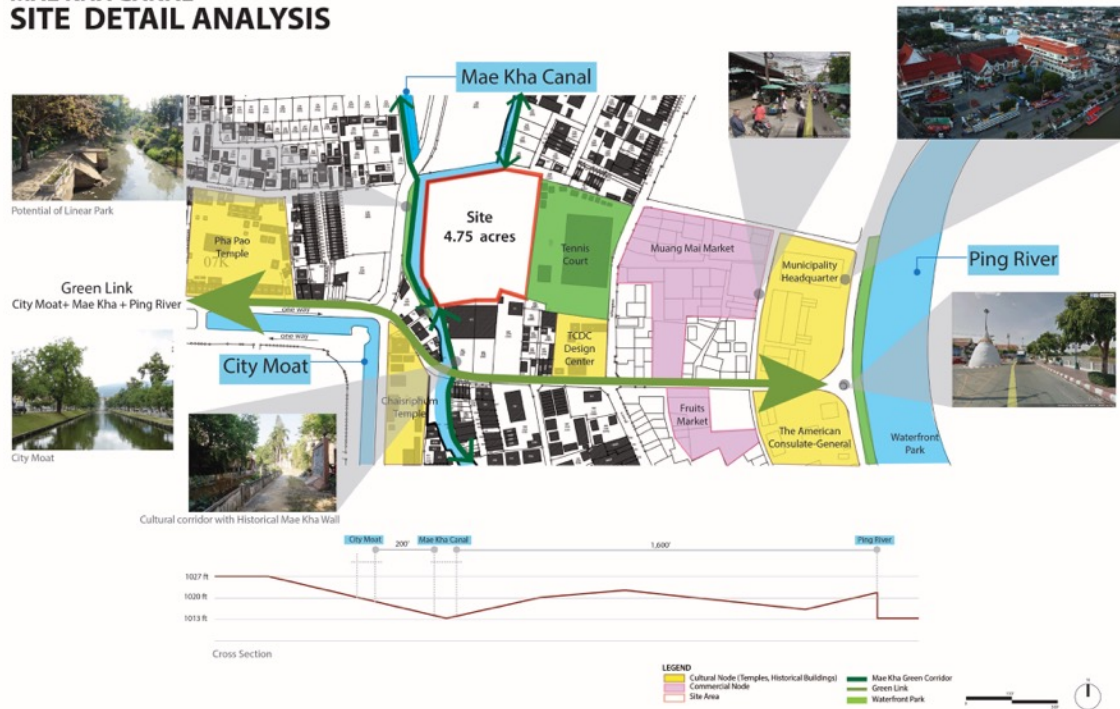 MAE KHA CANAL
SITE DETAIL ANALYSIS
Mae Kha Canal
Potential of Linear Park
Pha Pao
Temple
07K
Site
4.75 acres
Tennis
Court
Muang Mai Market
Municipality
Headquarter
Ping River
Green Link
City Moat+ Mae Kha + Ping River
ONE WAY
ONE WAY
City Moat
TCDC
Design
Center
Chaisriphum
Temple
Fruits
Market
The American
Consulate-General
Waterfront
Park
City Moat
Cultural corridor with Historical Mae Kha Wall
City Moat
200'
Mae Kha Canal
1,600'
Ping River
1027 ft
1020 ft
1013 ft
Cross Section
LEGEND
Cultural Node (Temples, Historical Buildings)
Commercial Node
Site Area
Mae Kha Green Corridor
Green Link
Waterfront Park